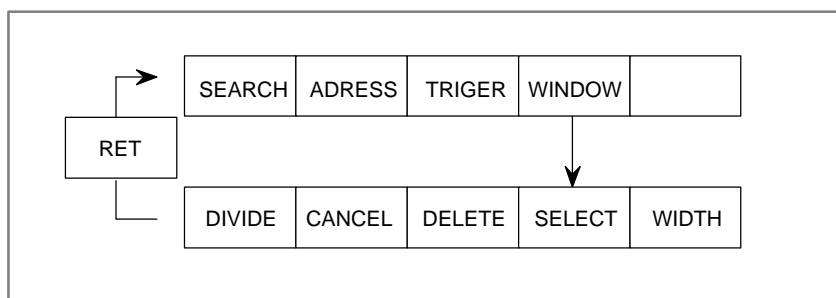 SEARCH ADRESS TRIGER WINDOW
RET
DIVIDE CANCEL DELETE SELECT WIDTH